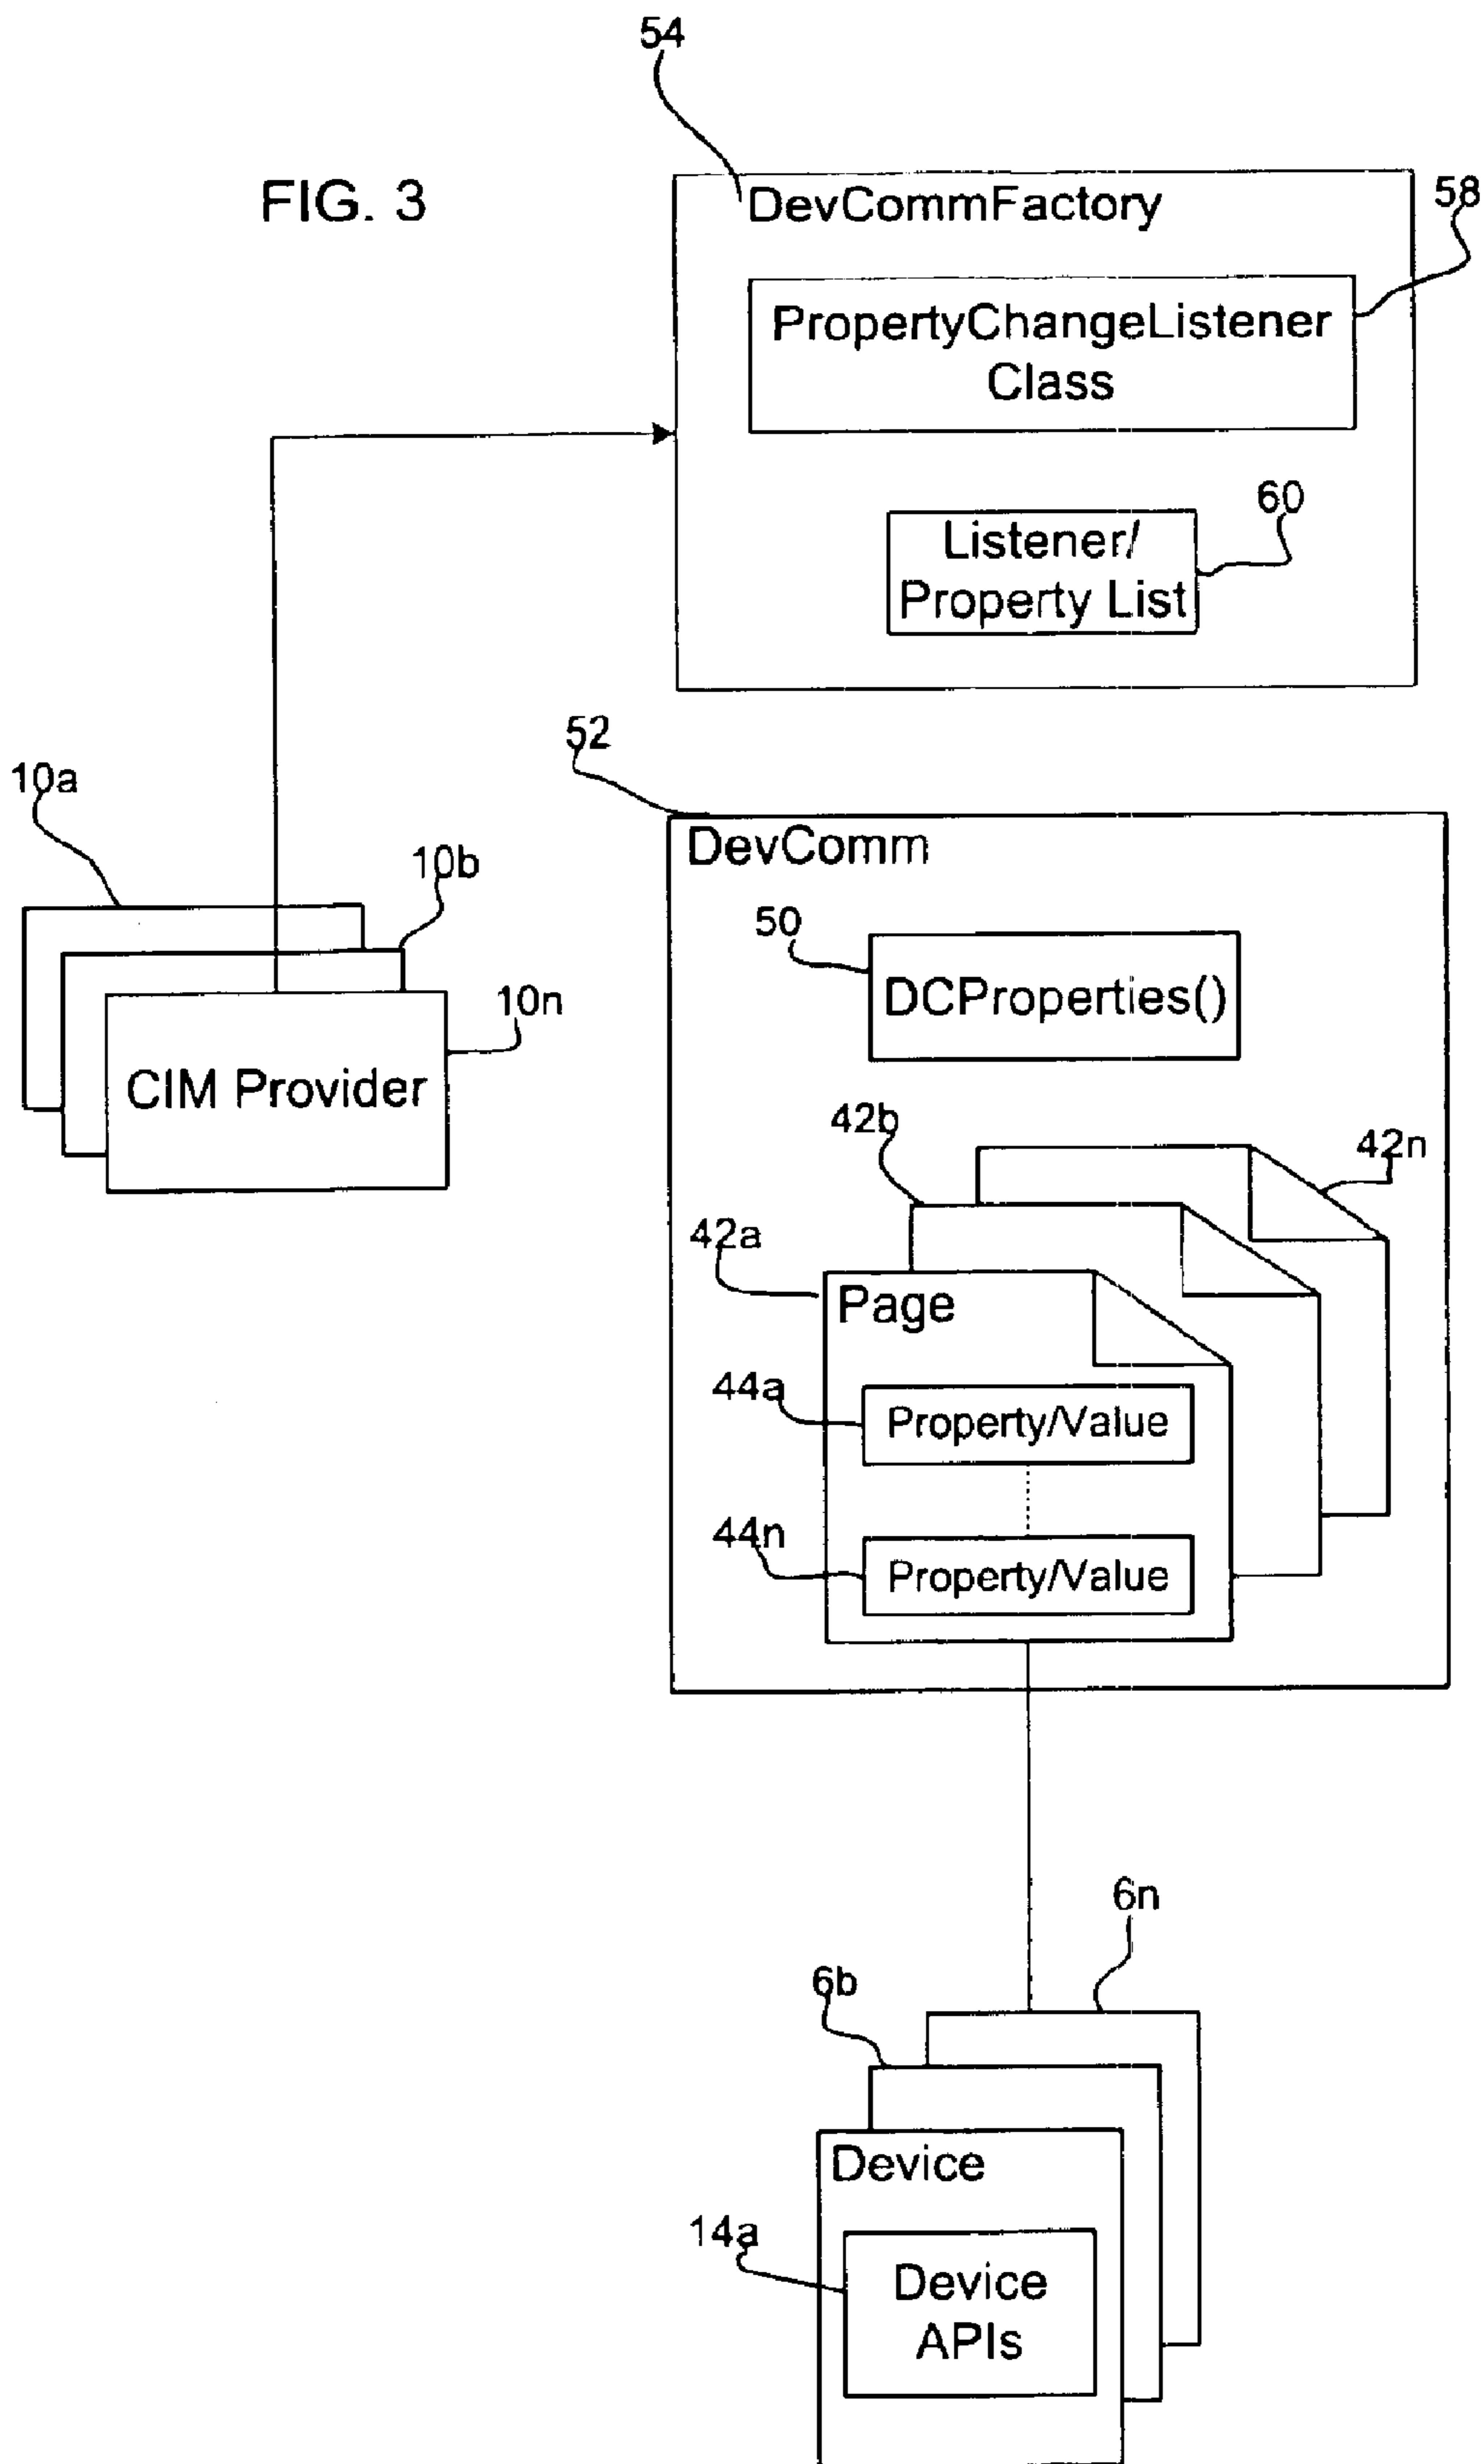 54
FIG. 3
DevCommFactory
58
PropertyChangeListener
Class
60
Listener/
Property List
52
10a
DevComm
10b
50
DCProperties()
10n
CIM Provider
42b
42n
42a
Page
44a
Property/Value
44n
Property/Value
6n
6b
Device
14a
Device
APIs